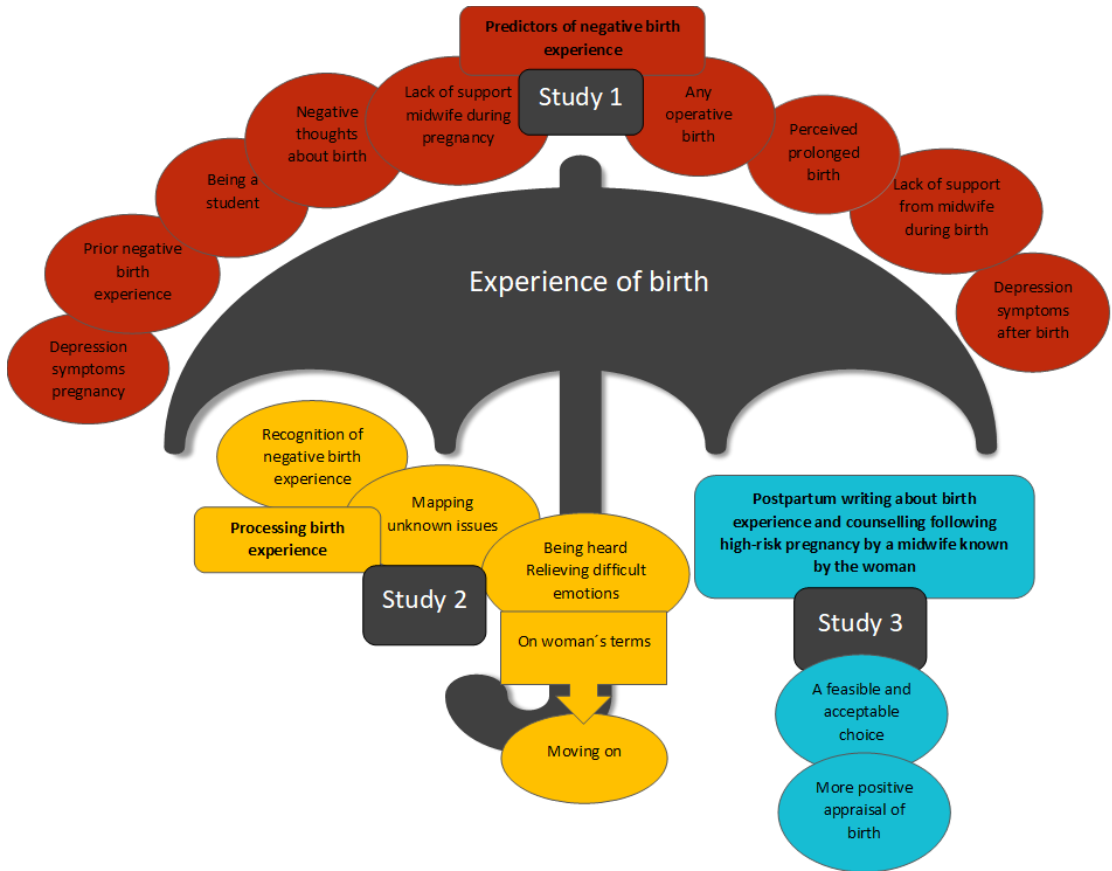 Predictors of negative birth
experience
Study 1
Lack of support
midwife during
pregnancy
Any
operative
birth
Negative
thoughts
about birth
Perceived
prolonged
birth
Being a
student
Lack of support
from midwife
during birth
Prior negative
birth
experience
Depression
symptoms
after birth
Depression
symptoms
pregnancy
Experience of birth
Recognition of
negative birth
experience
Mapping
unknown issues
Processing birth
experience
Being heard
Relieving difficult
emotions
Study 2
On woman´s terms
Moving on
Postpartum writing about birth
experience and counselling following
high-risk pregnancy by a midwife known
by the woman
Study 3
A feasible and
acceptable
choice
More positive
appraisal of
birth